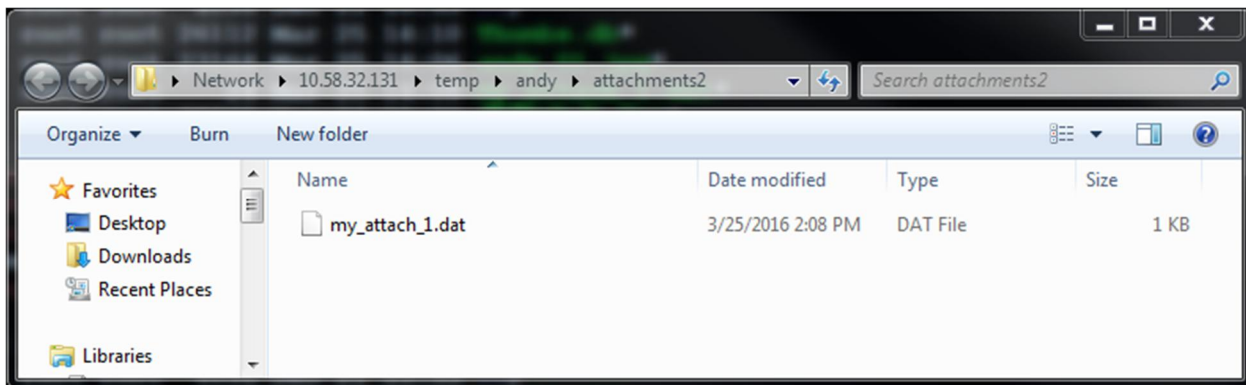 Network ▸ 10.58.32.131 ▸ temp ▸ andy ▸ attachments2
Search attachments2
Organize Burn New folder
Favorites
Desktop
Downloads
Recent Places
Libraries
Name Date modified Type Size
my_attach_1.dat 3/25/2016 2:08 PM DAT File 1 KB